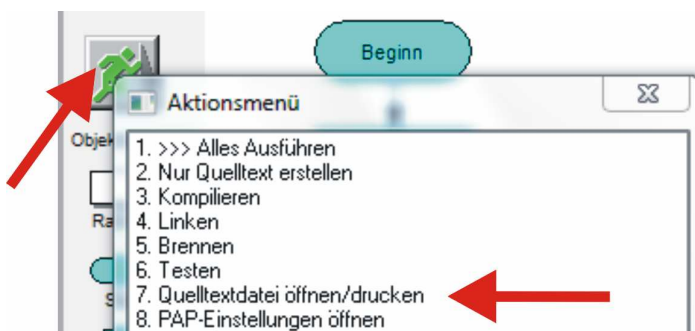 Beginn
Aktionsmenü
Objek
1. >>> Alles Ausführen
2. Nur Quelltext erstellen
3. Kompilieren
Ra
4. Linken
5. Brennen
6. Testen
7. Quelltextdatei öffnen/drucken
8. PAP-Einstellungen öffnen